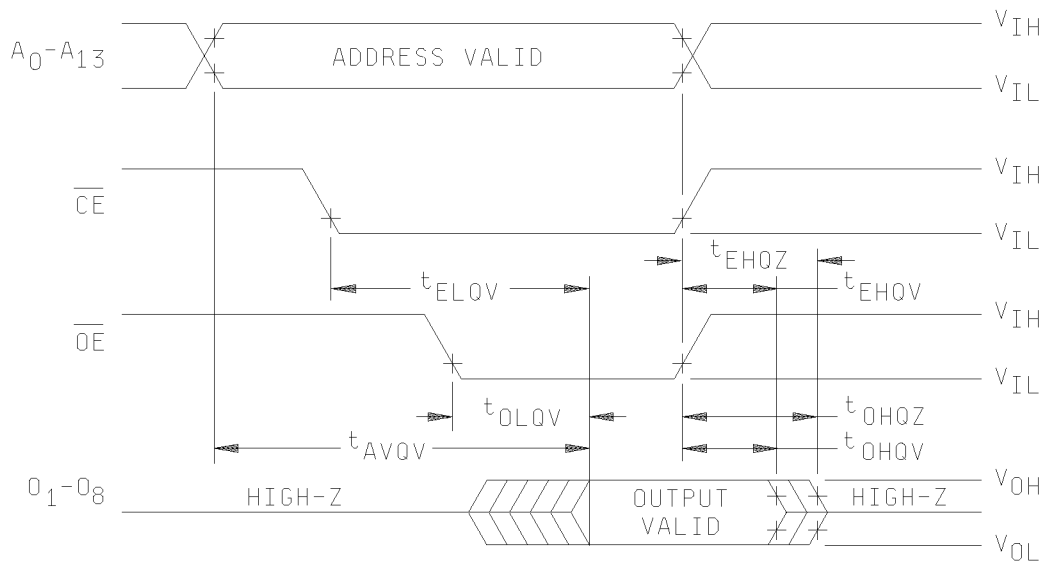 A0-A13 ADDRESS VALID VIH
VIL
CE VIH
VIL
tEHQZ
tELQV tEHQV
OE VIH
VIL
tOLQV tOHQZ
tAVQV tOHQV
O1-O8 HIGH-Z OUTPUT VALID HIGH-Z VOH
VOL